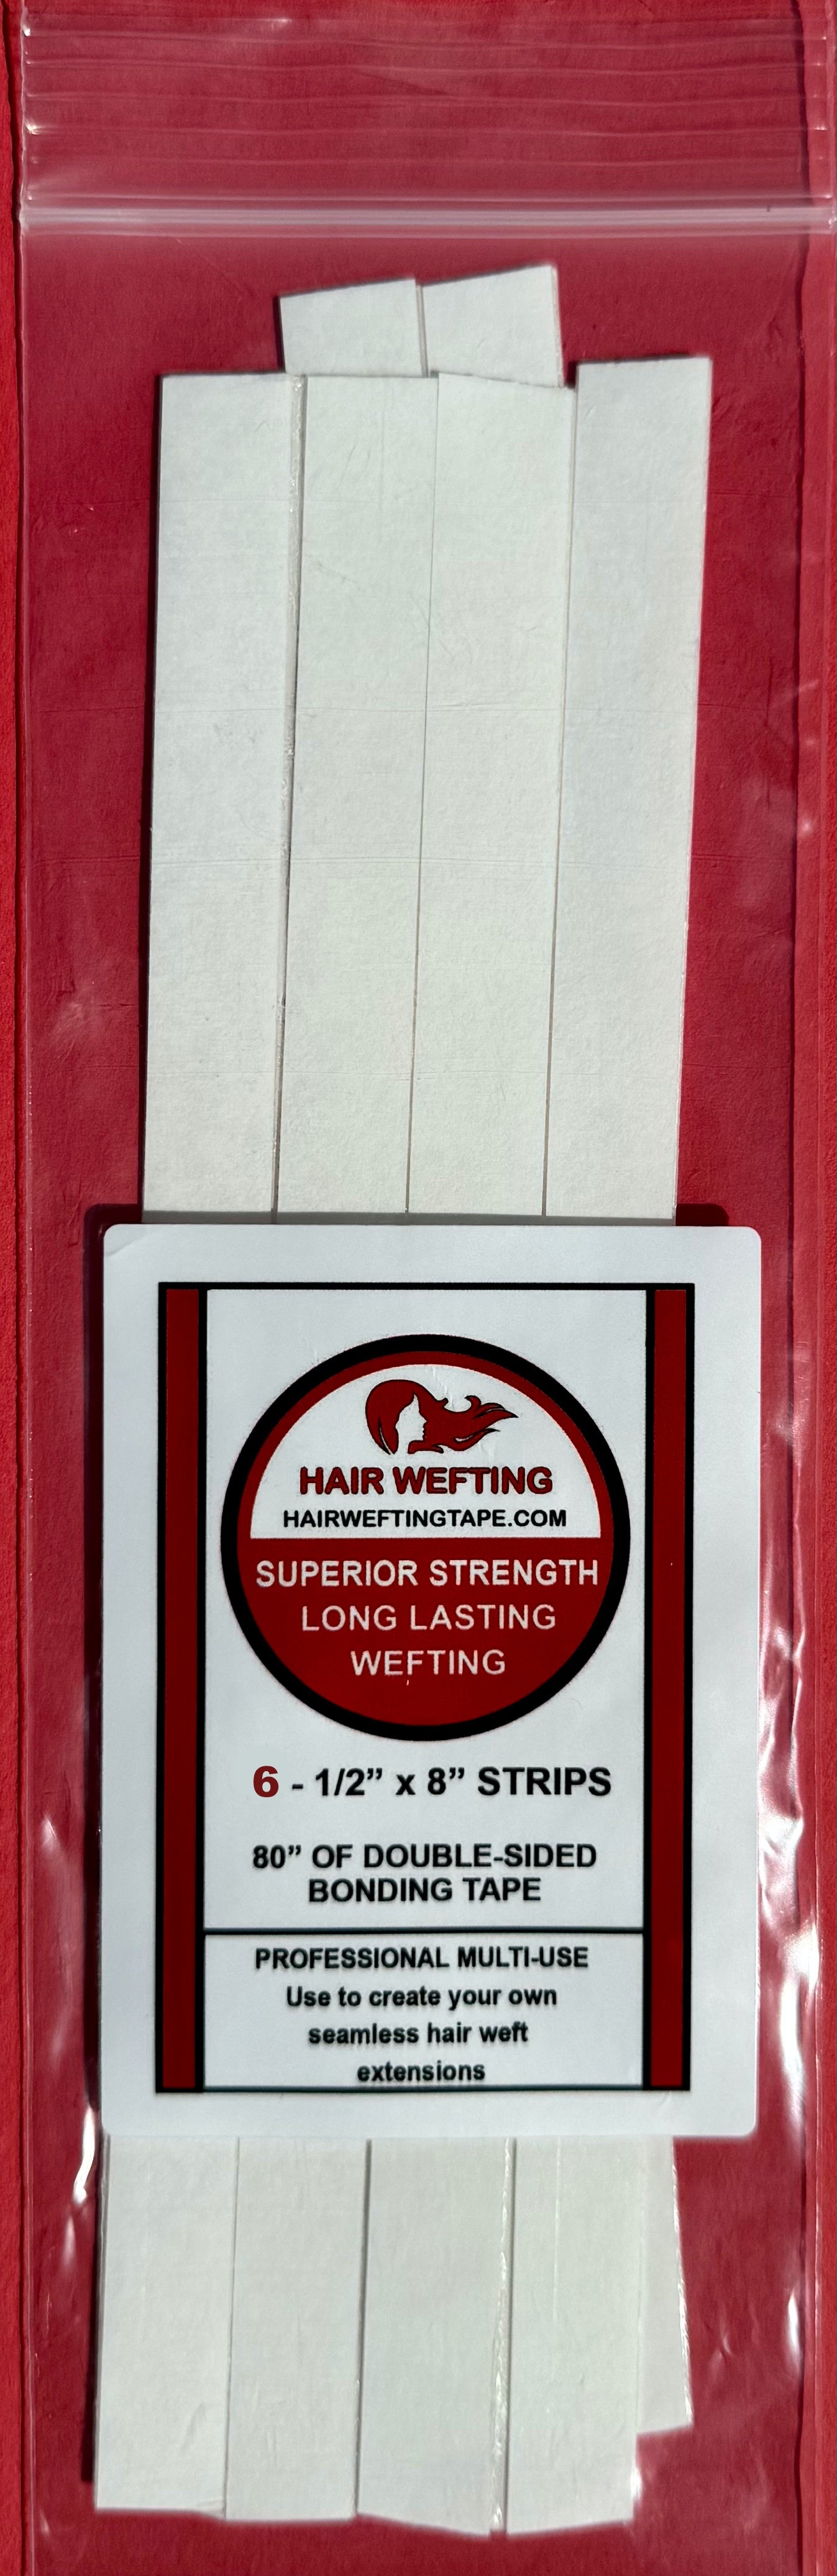 HAIR WEFTING
HAIRWEFTINGTAPE.COM
SUPERIOR STRENGTH
LONG LASTING
WEFTING
6 - 1/2” x 8” STRIPS
80” OF DOUBLE-SIDED
BONDING TAPE
PROFESSIONAL MULTI-USE
Use to create your own
seamless hair weft
extensions